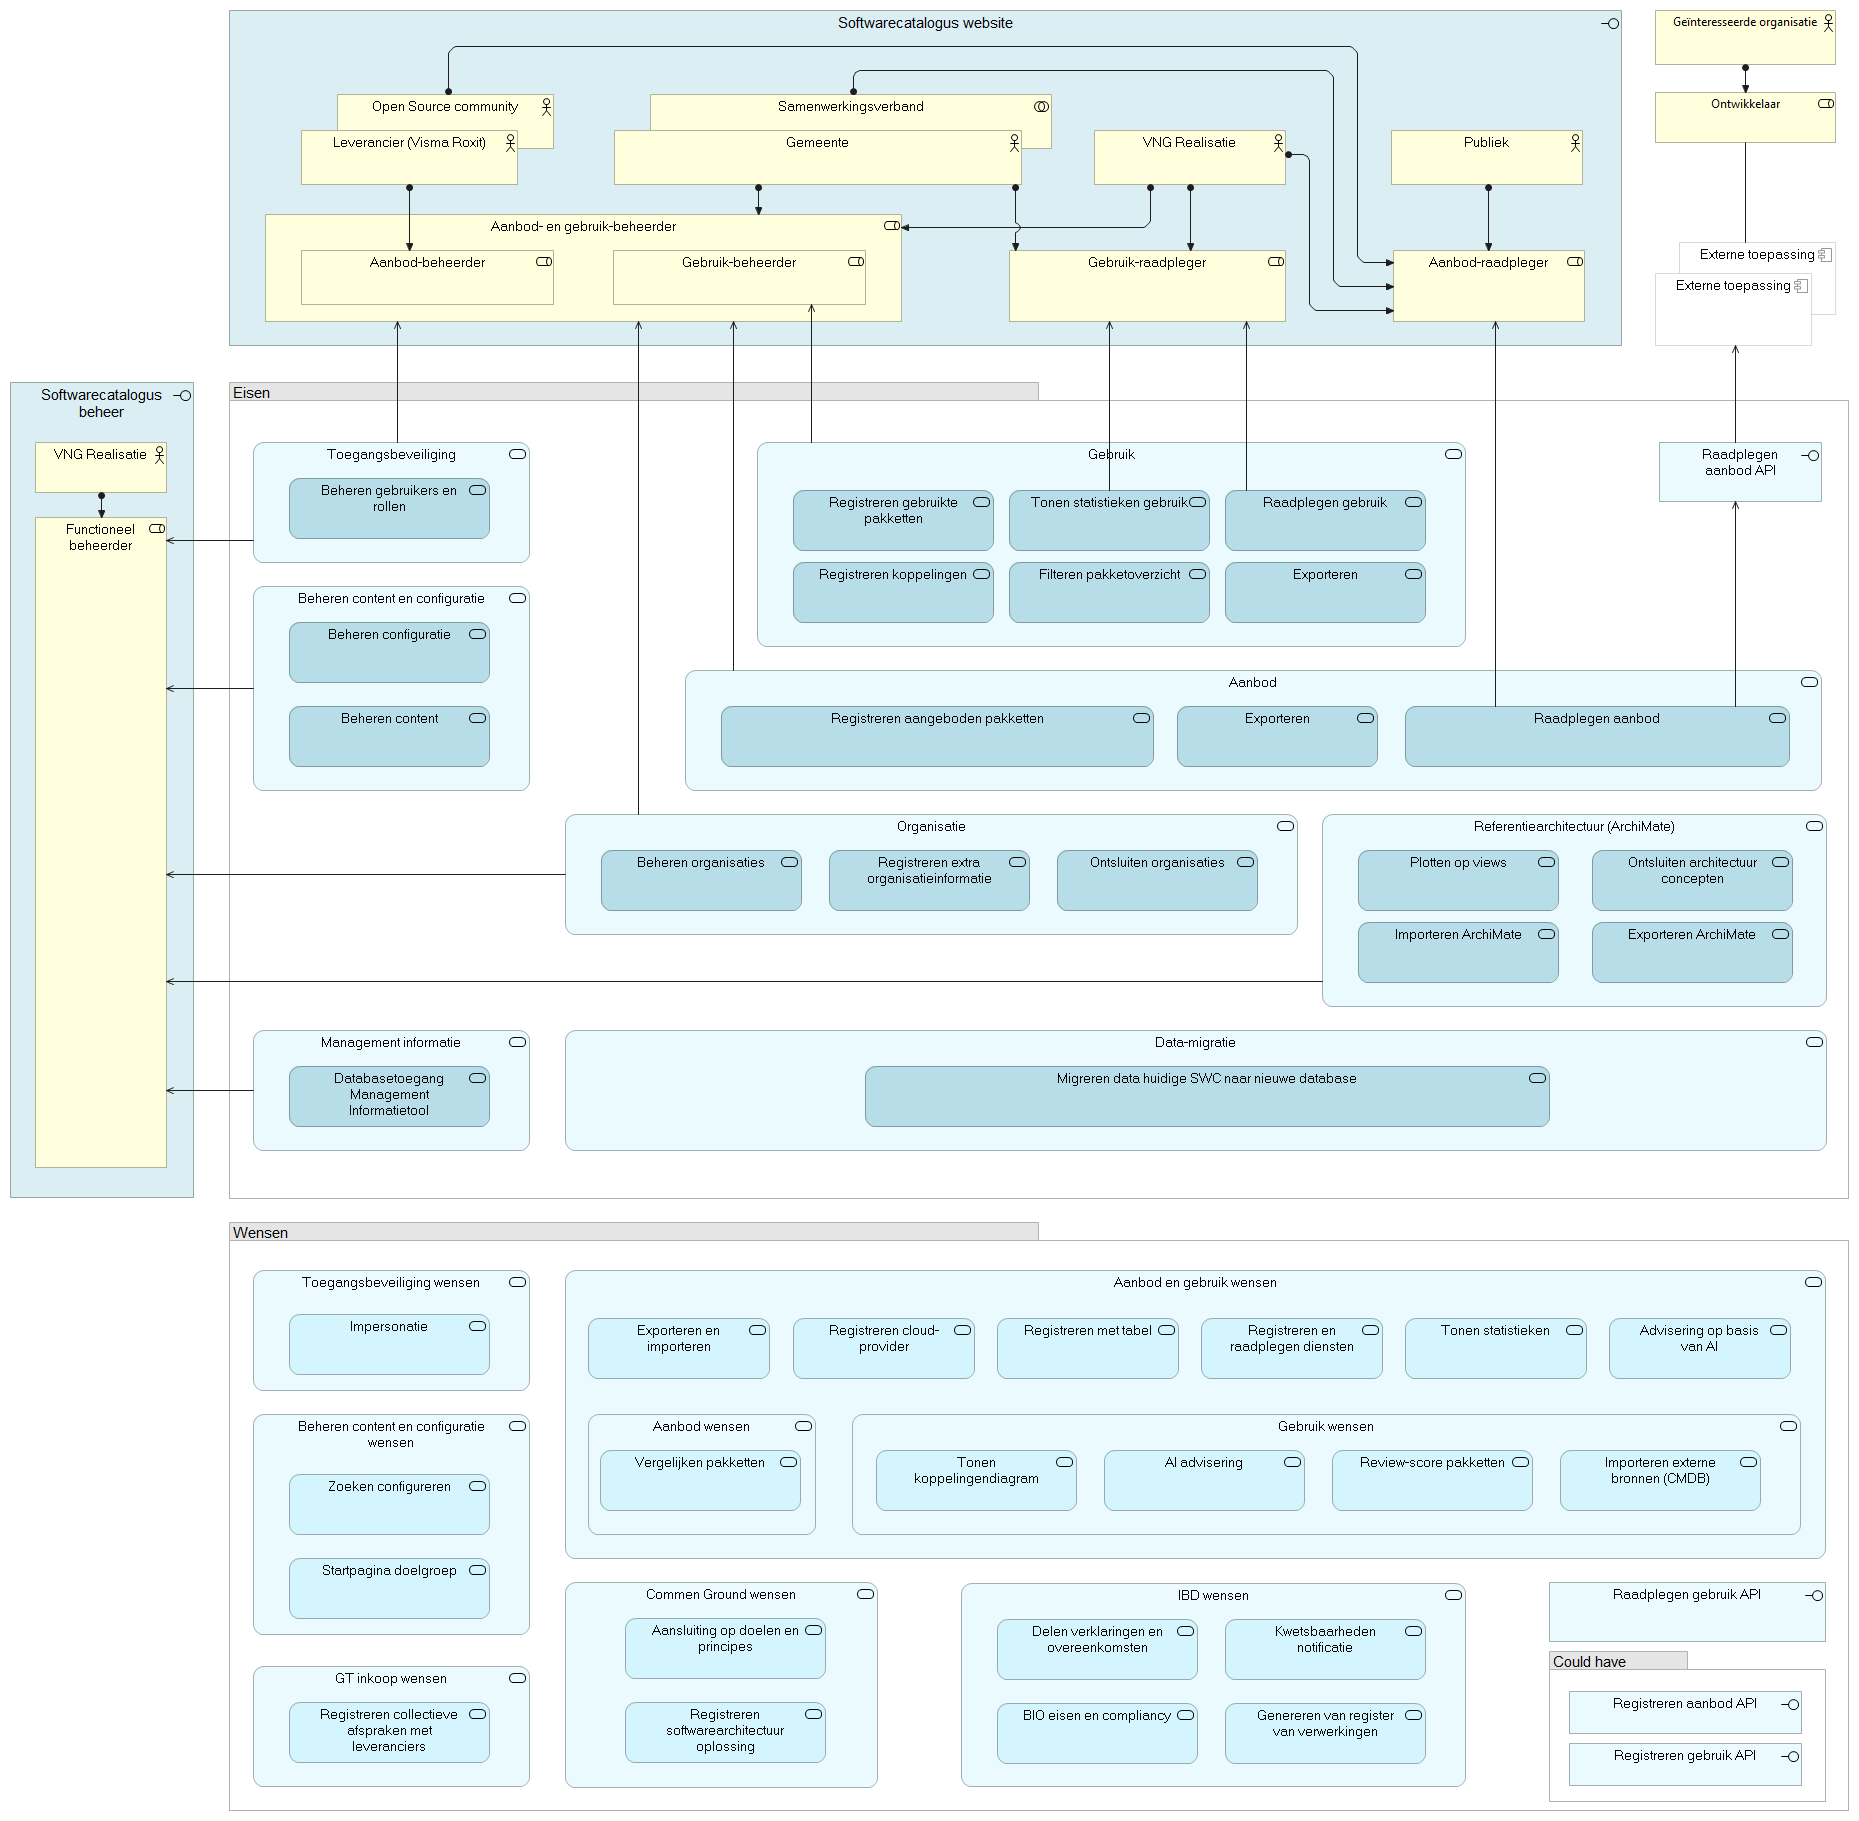 Softwarecatalogus website
Geïnteresseerde organisatie
Open Source community
Samenwerkingsverband
Ontwikkelaar
Leverancier (Visma Roxit)
Gemeente
VNG Realisatie
Publiek
Aanbod- en gebruik-beheerder
Aanbod-beheerder
Gebruik-beheerder
Gebruik-raadpleger
Aanbod-raadpleger
Externe toepassing
Externe toepassing
Softwarecatalogus
beheer
VNG Realisatie
Functioneel
beheerder
Eisen
Toegangsbeveiliging
Beheren gebruikers en
rollen
Gebruik
Registreren gebruikte
pakketten
Tonen statistieken gebruik
Raadplegen gebruik
Registreren koppelingen
Filteren pakketoverzicht
Exporteren
Raadplegen
aanbod API
Beheren content en configuratie
Beheren configuratie
Beheren content
Aanbod
Registreren aangeboden pakketten
Exporteren
Raadplegen aanbod
Organisatie
Beheren organisaties
Registreren extra
organisatieinformatie
Ontsluiten organisaties
Referentiearchitectuur (ArchiMate)
Plotten op views
Ontsluiten architectuur
concepten
Importeren ArchiMate
Exporteren ArchiMate
Management informatie
Databasetoegang
Management
Informatietool
Data-migratie
Migreren data huidige SWC naar nieuwe database
Wensen
Toegangsbeveiliging wensen
Impersonatie
Aanbod en gebruik wensen
Exporteren en
importeren
Registreren cloud-
provider
Registreren met tabel
Registreren en
raadplegen diensten
Tonen statistieken
Advisering op basis
van AI
Beheren content en configuratie
wensen
Zoeken configureren
Startpagina doelgroep
Aanbod wensen
Vergelijken pakketten
Gebruik wensen
Tonen
koppelingendiagram
AI advisering
Review-score pakketten
Importeren externe
bronnen (CMDB)
GT inkoop wensen
Registreren collectieve
afspraken met
leveranciers
Commen Ground wensen
Aansluiting op doelen en
principes
Registreren
softwarearchitectuur
oplossing
IBD wensen
Delen verklaringen en
overeenkomsten
Kwetsbaarheden
notificatie
BIO eisen en compliancy
Genereren van register
van verwerkingen
Raadplegen gebruik API
Could have
Registreren aanbod API
Registreren gebruik API